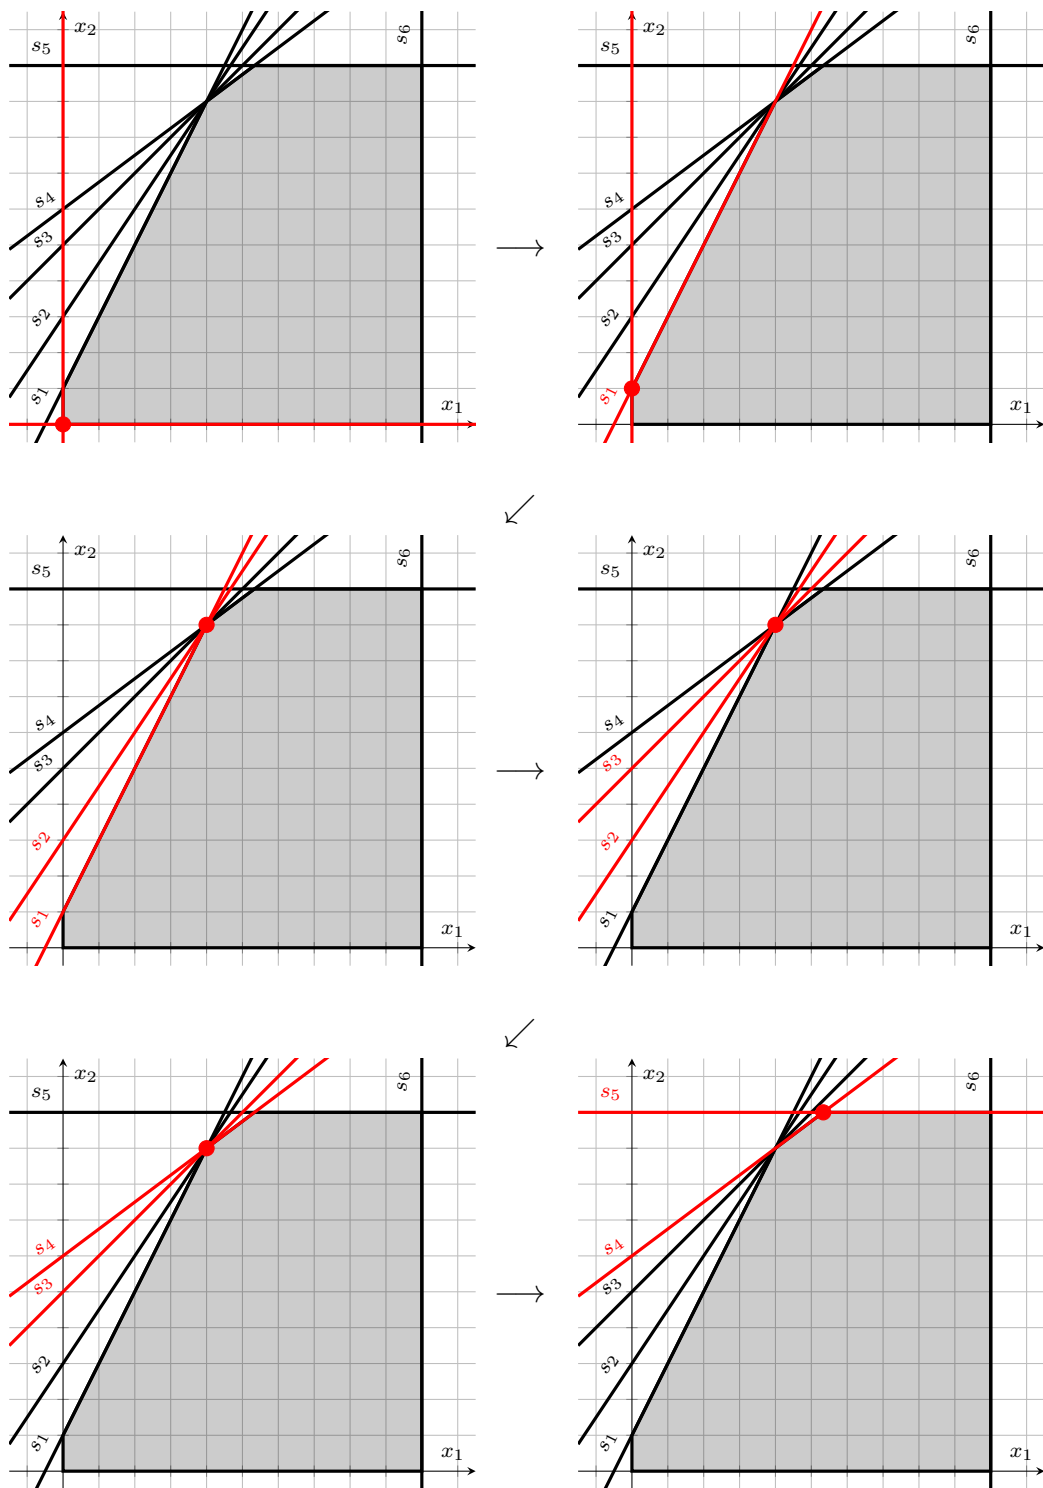 x₂
s₅
s₆
s₄
s₃
s₂
s₁
x₁
x₂
s₅
s₆
s₄
s₃
s₂
s₁
x₁
x₂
s₅
s₆
s₄
s₃
s₂
s₁
x₁
x₂
s₅
s₆
s₄
s₃
s₂
s₁
x₁
x₂
s₅
s₆
s₄
s₃
s₂
s₁
x₁
x₂
s₅
s₆
s₄
s₃
s₂
s₁
x₁